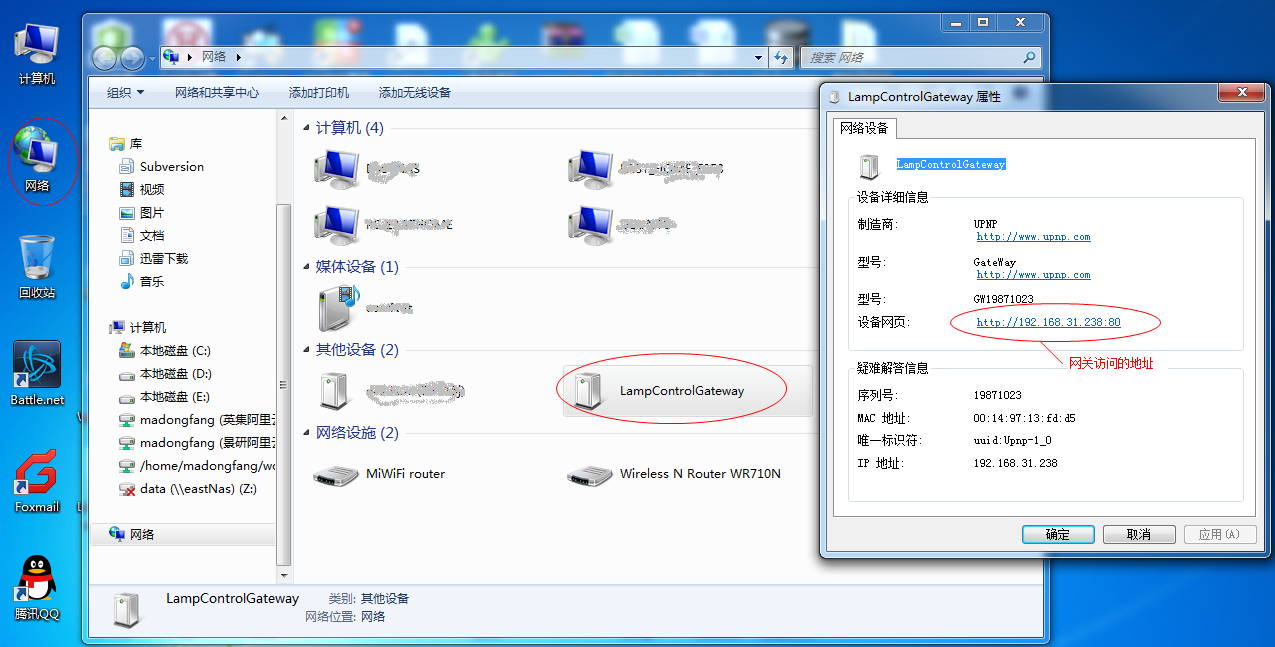 计算机
网络
回收站
Battle.net
Foxmail
腾讯QQ
网络
搜索 网络
组织
网络和共享中心
添加打印机
添加无线设备
库
Subversion
视频
图片
文档
迅雷下载
音乐
计算机
本地磁盘 (C:)
本地磁盘 (D:)
本地磁盘 (E:)
madongfang (英集阿里云
madongfang (景研阿里云
/home/madongfang/wo
data (\\eastNas) (Z:)
网络
计算机 (4)
媒体设备 (1)
其他设备 (2)
LampControlGateway
网络设施 (2)
MiWiFi router
Wireless N Router WR710N
LampControlGateway
类别: 其他设备
网络位置: 网络
LampControlGateway 属性
网络设备
LampControlGateway
设备详细信息
制造商: UPNP
http://www.upnp.com
型号: GateWay
http://www.upnp.com
型号: GW19871023
设备网页: http://192.168.31.238:80
网关访问的地址
疑难解答信息
序列号: 19871023
MAC 地址: 00:14:97:13:fd:d5
唯一标识符: uuid:Upnp-1_0
IP 地址: 192.168.31.238
确定
取消
应用(A)